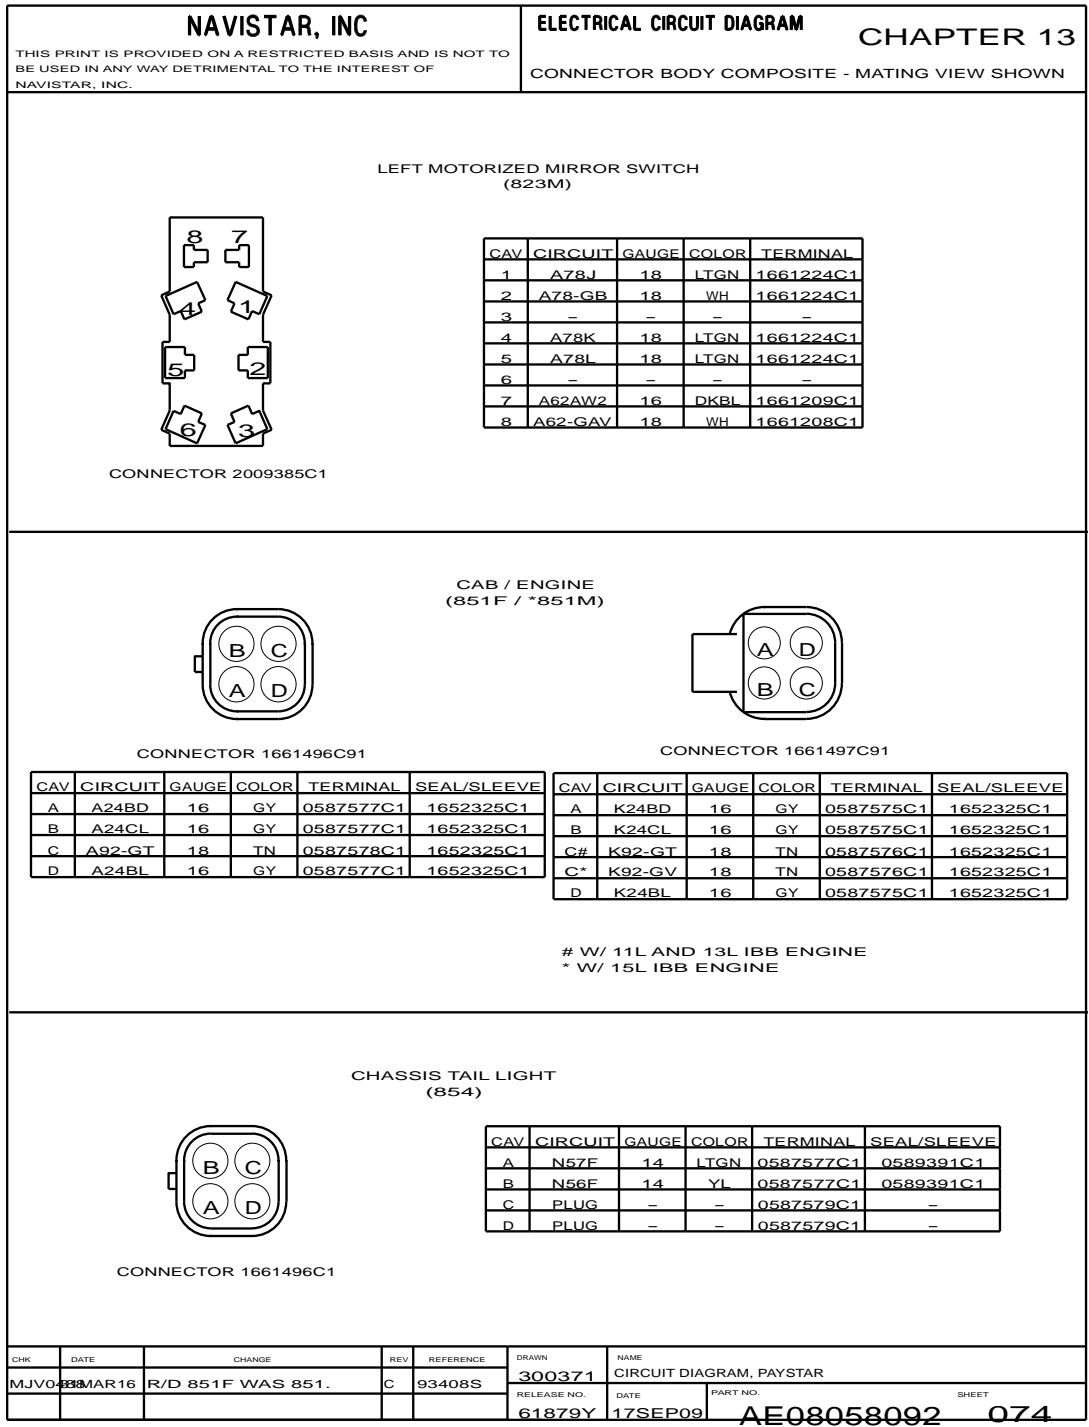 NAVISTAR, INC
THIS PRINT IS PROVIDED ON A RESTRICTED BASIS AND IS NOT TO
BE USED IN ANY WAY DETRIMENTAL TO THE INTEREST OF
NAVISTAR, INC.
ELECTRICAL CIRCUIT DIAGRAM
CHAPTER 13
CONNECTOR BODY COMPOSITE - MATING VIEW SHOWN
LEFT MOTORIZED MIRROR SWITCH
(823M)
8 7
4 1
5 2
6 3
CONNECTOR 2009385C1
CAV CIRCUIT GAUGE COLOR TERMINAL
1 A78J 18 LTGN 1661224C1
2 A78-GB 18 WH 1661224C1
3 – – – –
4 A78K 18 LTGN 1661224C1
5 A78L 18 LTGN 1661224C1
6 – – – –
7 A62AW2 16 DKBL 1661209C1
8 A62-GAV 18 WH 1661208C1
CAB / ENGINE
(851F / *851M)
B C
A D
CONNECTOR 1661496C91
CAV CIRCUIT GAUGE COLOR TERMINAL SEAL/SLEEVE
A A24BD 16 GY 0587577C1 1652325C1
B A24CL 16 GY 0587577C1 1652325C1
C A92-GT 18 TN 0587578C1 1652325C1
D A24BL 16 GY 0587577C1 1652325C1
A D
B C
CONNECTOR 1661497C91
CAV CIRCUIT GAUGE COLOR TERMINAL SEAL/SLEEVE
A K24BD 16 GY 0587575C1 1652325C1
B K24CL 16 GY 0587575C1 1652325C1
C# K92-GT 18 TN 0587576C1 1652325C1
C* K92-GV 18 TN 0587576C1 1652325C1
D K24BL 16 GY 0587575C1 1652325C1
# W/ 11L AND 13L IBB ENGINE
* W/ 15L IBB ENGINE
CHASSIS TAIL LIGHT
(854)
B C
A D
CONNECTOR 1661496C1
CAV CIRCUIT GAUGE COLOR TERMINAL SEAL/SLEEVE
A N57F 14 LTGN 0587577C1 0589391C1
B N56F 14 YL 0587577C1 0589391C1
C PLUG – – 0587579C1 –
D PLUG – – 0587579C1 –
CHK DATE CHANGE REV REFERENCE
R/D 851F WAS 851. C 93408S
DRAWN
300371
NAME
CIRCUIT DIAGRAM, PAYSTAR
RELEASE NO.
61879Y
DATE
17SEP09
PART NO.
AE08058092
SHEET
074